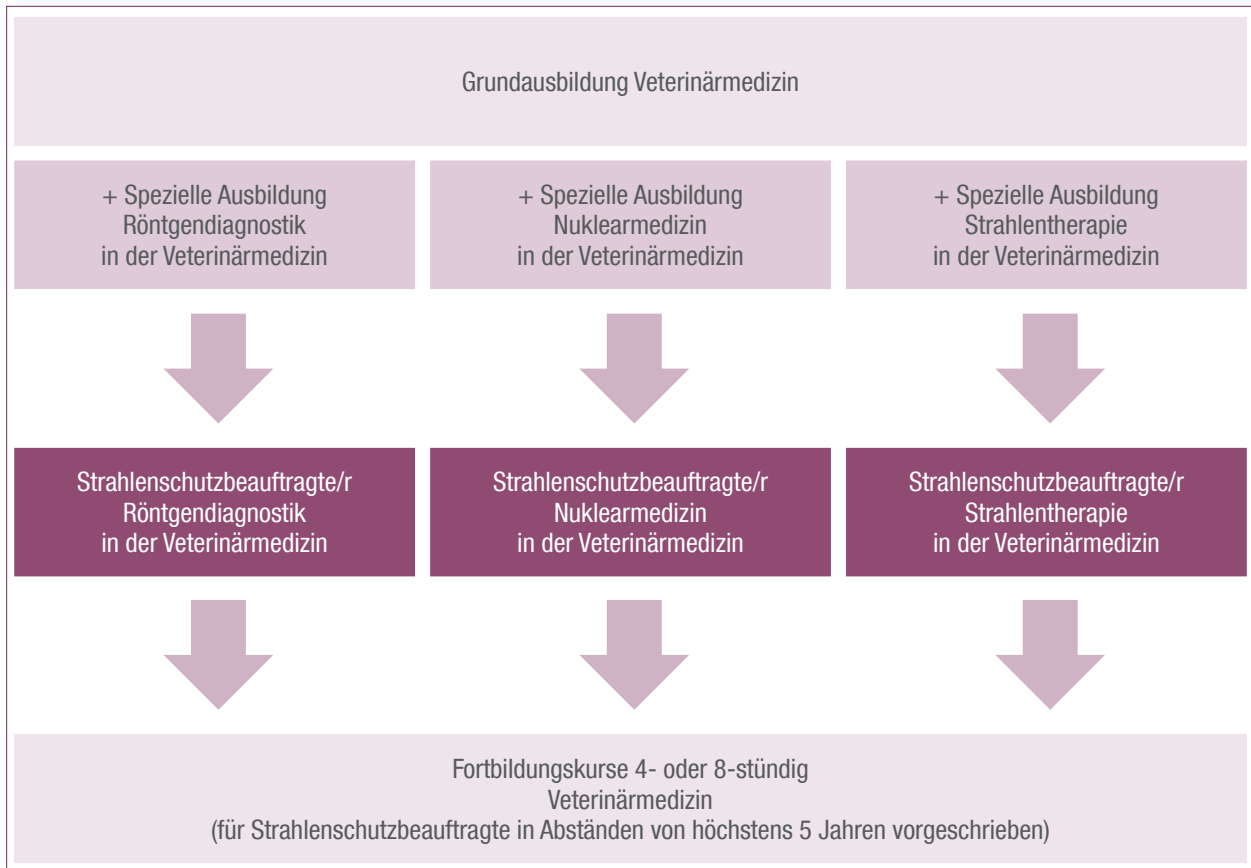 Grundausbildung Veterinärmedizin
+ Spezielle Ausbildung
Röntgendiagnostik
in der Veterinärmedizin
+ Spezielle Ausbildung
Nuklearmedizin
in der Veterinärmedizin
+ Spezielle Ausbildung
Strahlentherapie
in der Veterinärmedizin
Strahlenschutzbeauftragte/r
Röntgendiagnostik
in der Veterinärmedizin
Strahlenschutzbeauftragte/r
Nuklearmedizin
in der Veterinärmedizin
Strahlenschutzbeauftragte/r
Strahlentherapie
in der Veterinärmedizin
Fortbildungskurse 4- oder 8-stündig
Veterinärmedizin
(für Strahlenschutzbeauftragte in Abständen von höchstens 5 Jahren vorgeschrieben)